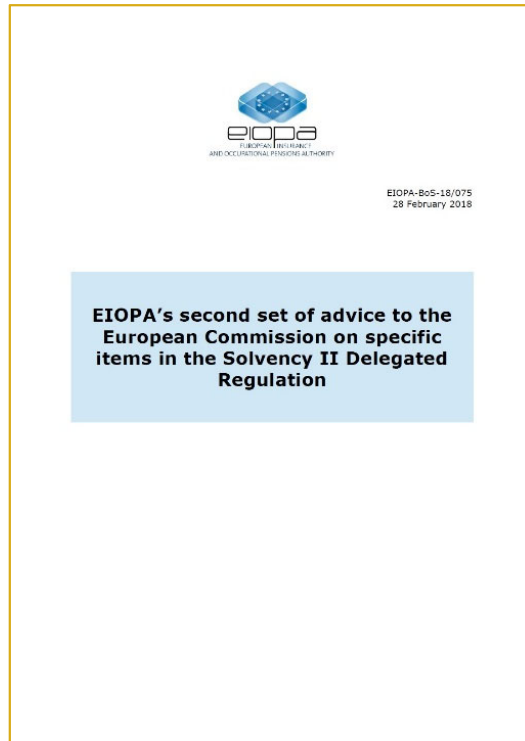 eiopa
EUROPEAN INSURANCE
AND OCCUPATIONAL PENSIONS AUTHORITY
EIOPA-BoS-18/075
28 February 2018
EIOPA's second set of advice to the
European Commission on specific
items in the Solvency II Delegated
Regulation